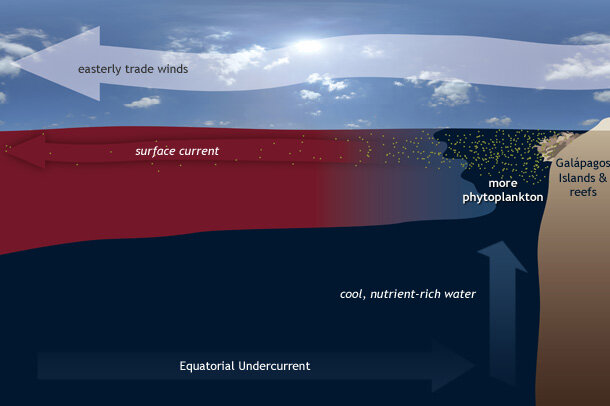 easterly trade winds
surface current
more
phytoplankton
Galápagos
Islands &
reefs
cool, nutrient-rich water
Equatorial Undercurrent